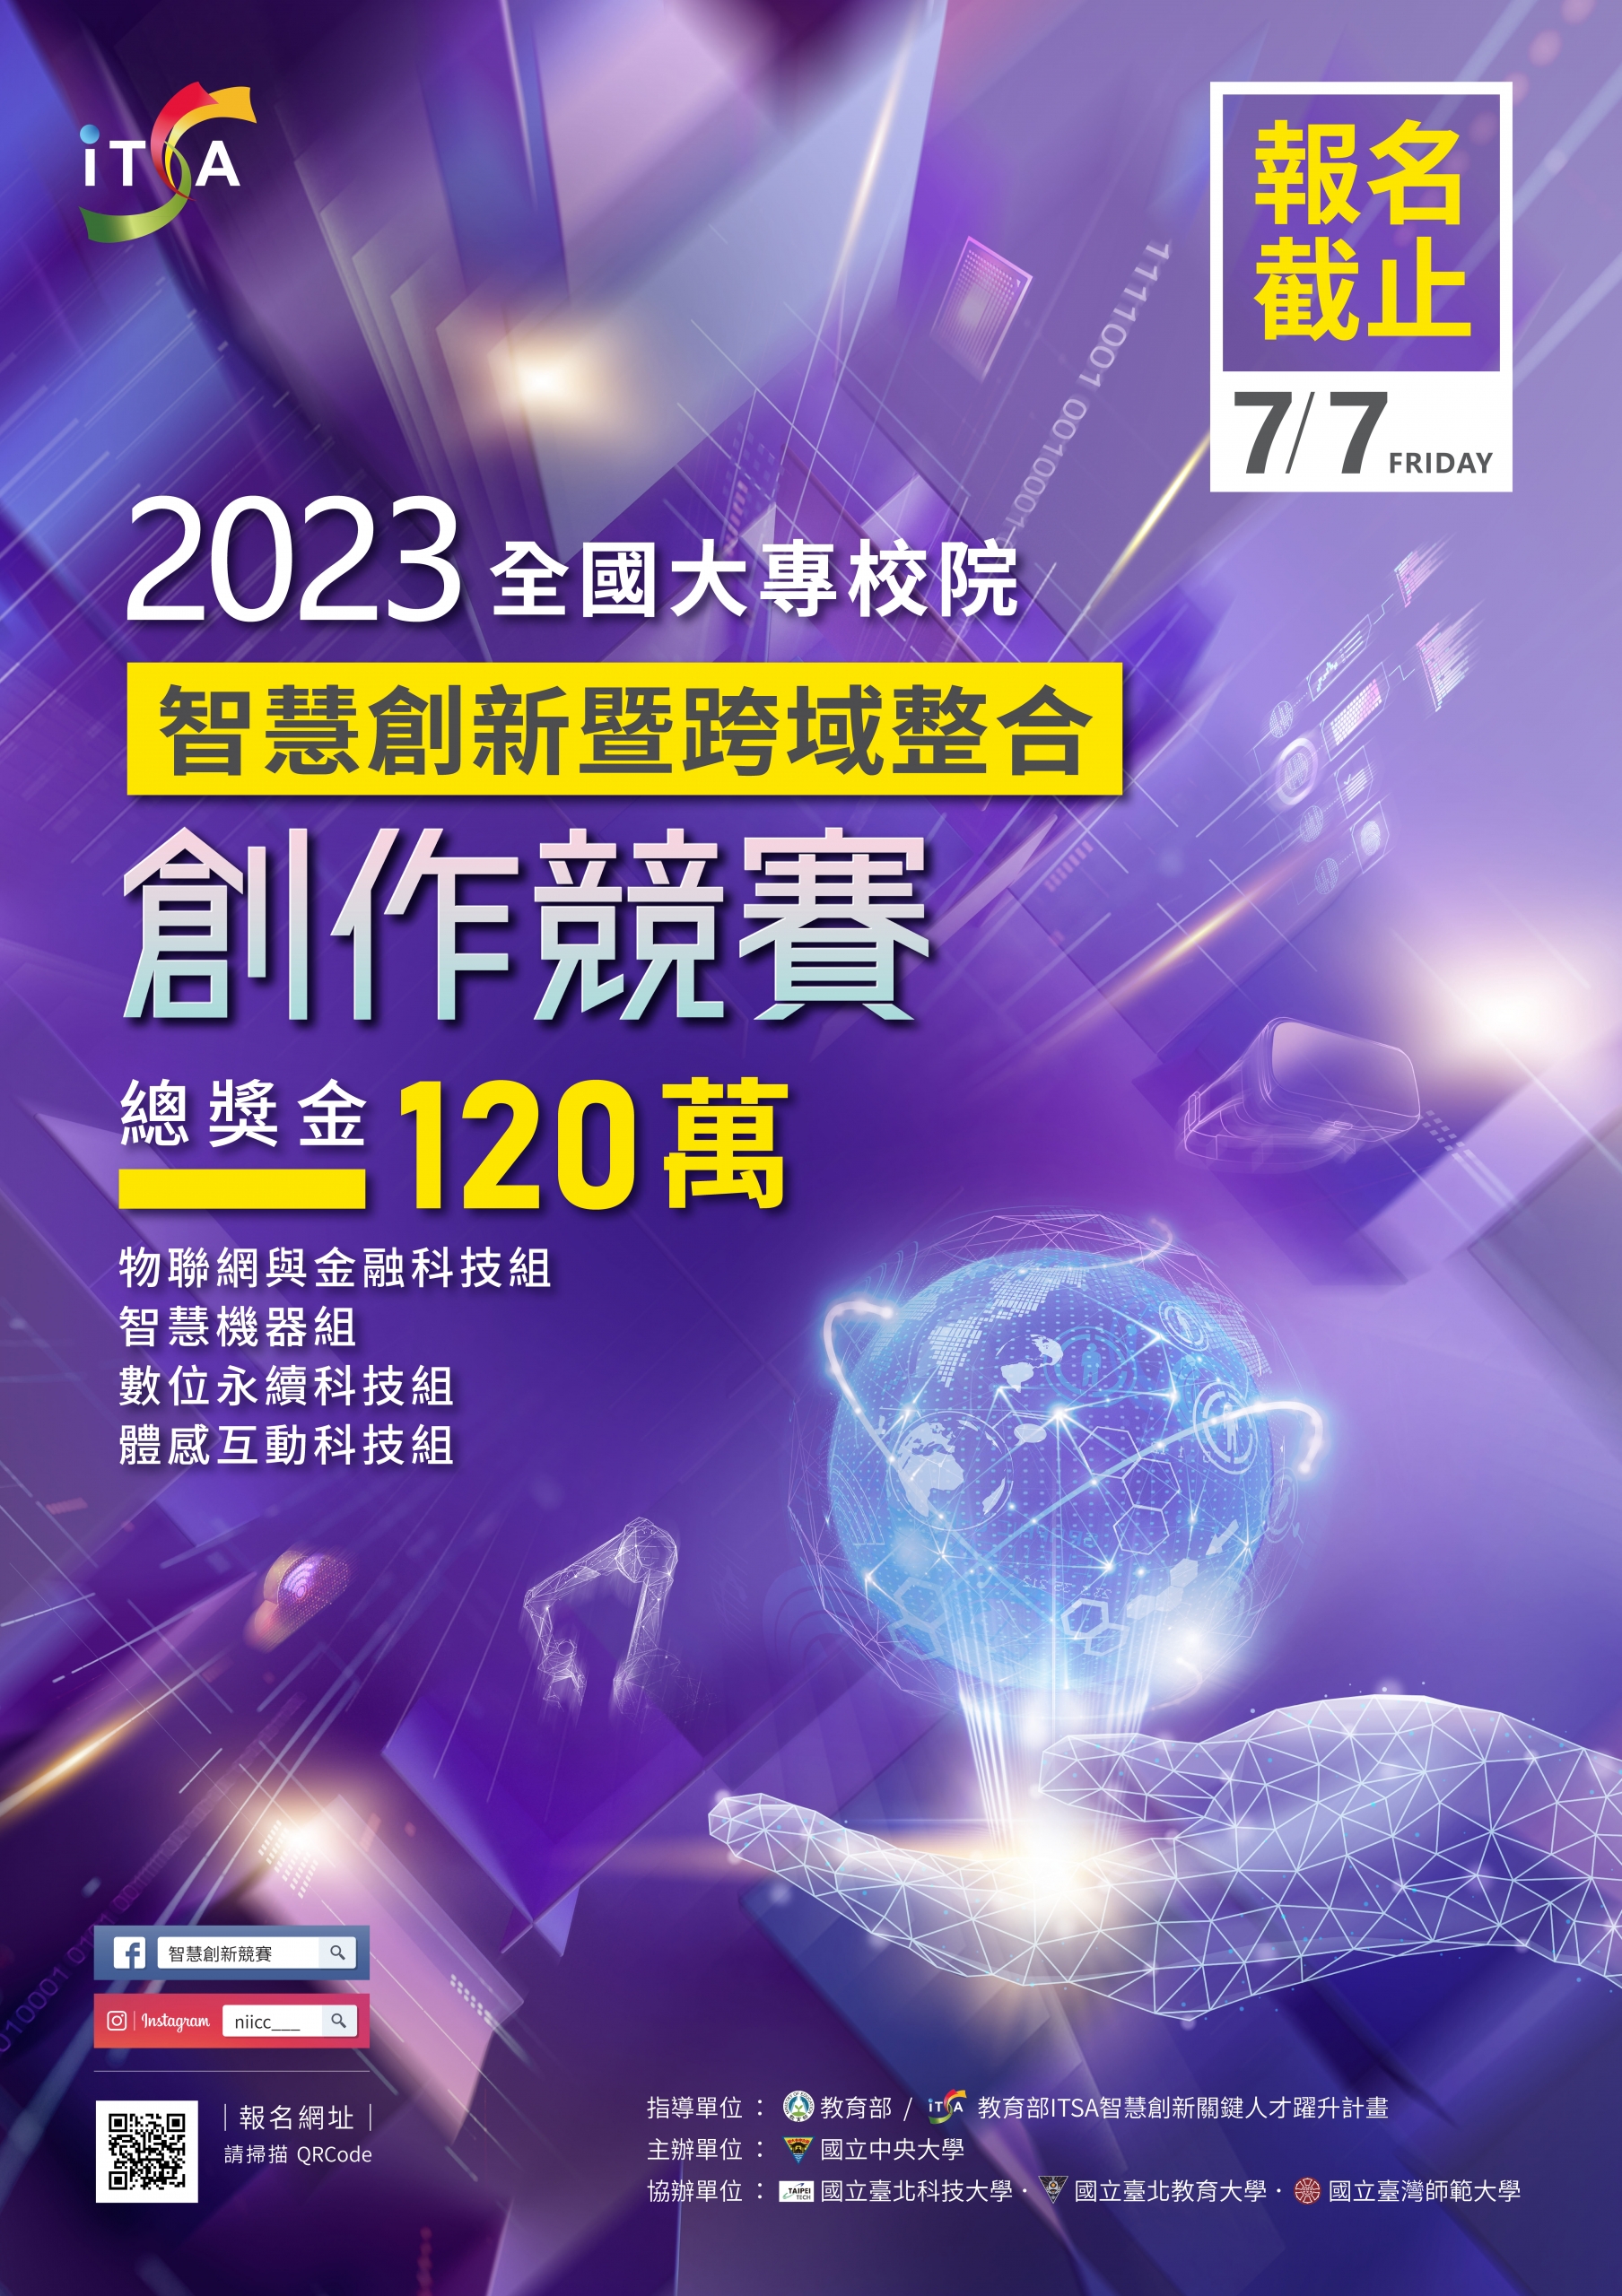 iTSA
報名
截止
7/7 FRIDAY
11111001 0010001
2023 全國大專校院
智慧創新暨跨域整合
創作競賽
總獎金 120萬
物聯網與金融科技組
智慧機器組
數位永續科技組
體感互動科技組
智慧創新競賽
Instagram niicc___
｜報名網址｜
請掃描 QRCode
指導單位：教育部 / iTSA 教育部ITSA智慧創新關鍵人才躍升計畫
主辦單位：國立中央大學
協辦單位：TAIPEI TECH 國立臺北科技大學・國立臺北教育大學・國立臺灣師範大學